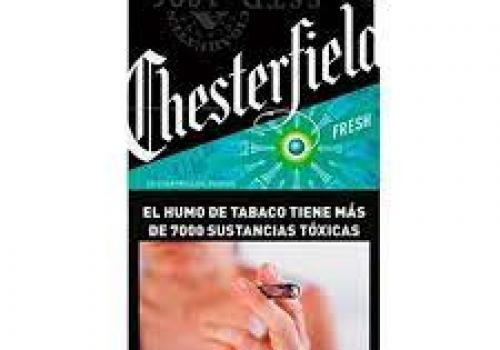 Chesterfield
FRESH
EL HUMO DE TABACO TIENE MÁS
DE 7000 SUSTANCIAS TÓXICAS